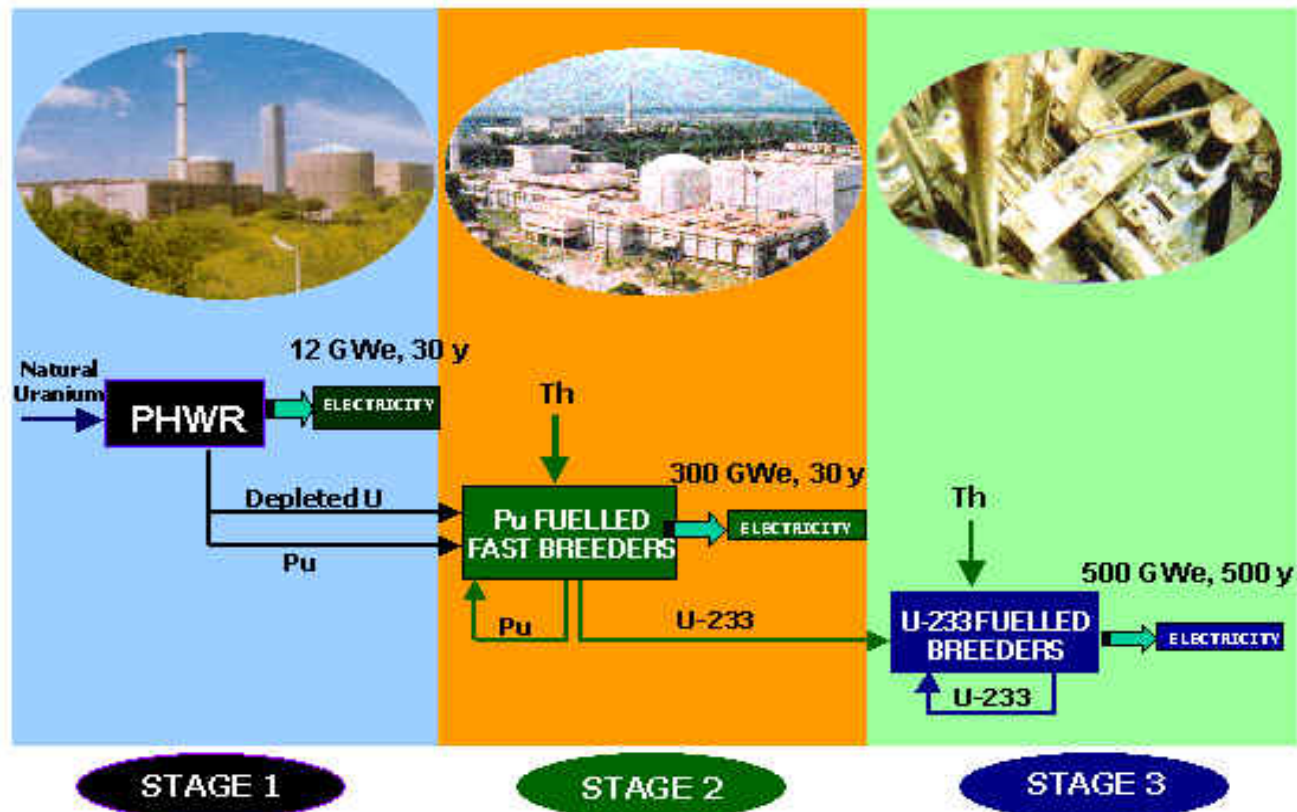 12 GWe, 30 y
Natural
Uranium
PHWR
ELECTRICITY
Depleted U
Pu
Th
300 GWe, 30 y
Pu FUELLED
FAST BREEDERS
ELECTRICITY
Pu
U-233
Th
500 GWe, 500 y
U-233 FUELLED
BREEDERS
ELECTRICITY
U-233
STAGE 1
STAGE 2
STAGE 3